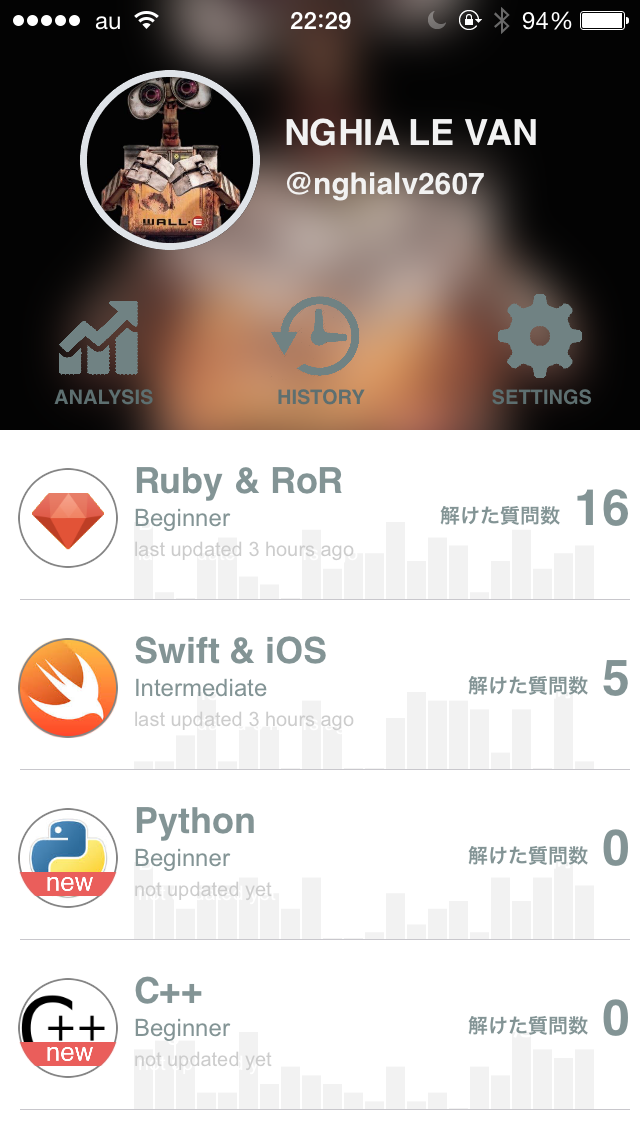 au 22:29 94%
NGHIA LE VAN
@nghialv2607
WALL·E
ANALYSIS HISTORY SETTINGS
Ruby & RoR
Beginner
解けた質問数 16
last updated 3 hours ago
Swift & iOS
Intermediate
解けた質問数 5
last updated 3 hours ago
Python
Beginner
解けた質問数 0
new
not updated yet
C++
Beginner
解けた質問数 0
C++
new
not updated yet